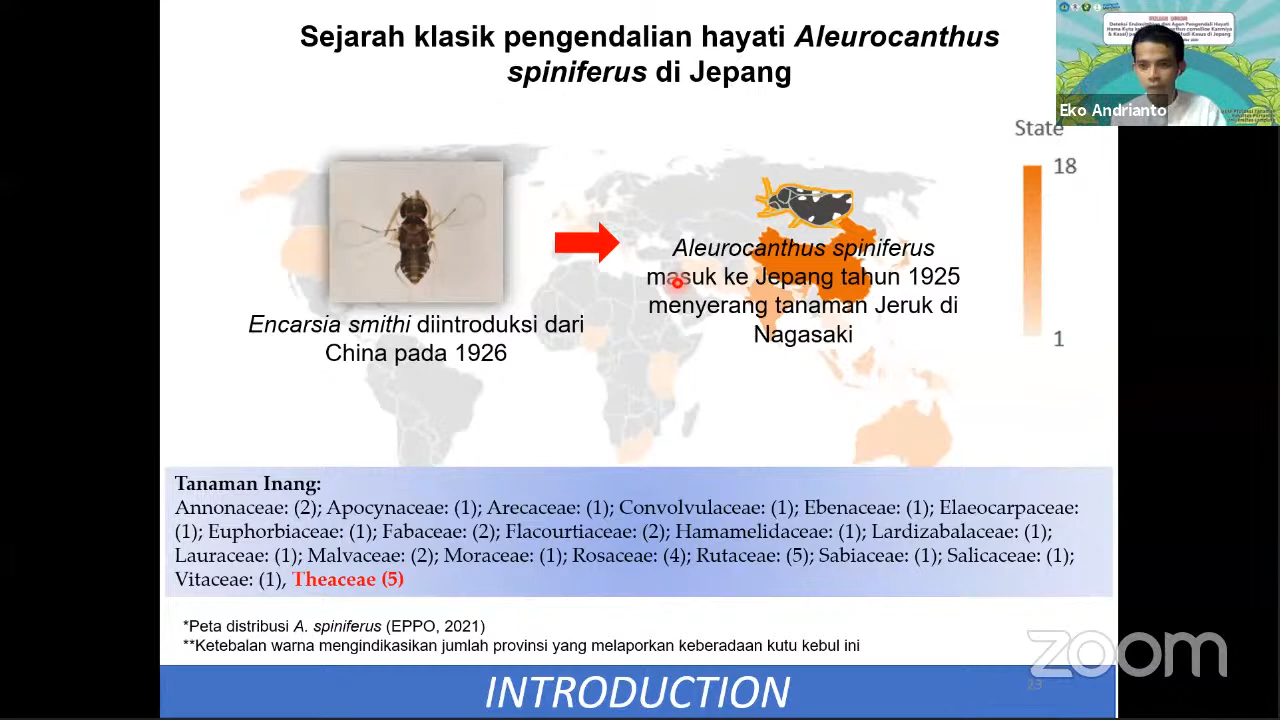 Sejarah klasik pengendalian hayati Aleurocanthus
spiniferus di Jepang
Eko Andrianto
State
18
1
Aleurocanthus spiniferus
masuk ke Jepang tahun 1925
menyerang tanaman Jeruk di
Nagasaki
Encarsia smithi diintroduksi dari
China pada 1926
Tanaman Inang:
Annonaceae: (2); Apocynaceae: (1); Arecaceae: (1); Convolvulaceae: (1); Ebenaceae: (1); Elaeocarpaceae:
(1); Euphorbiaceae: (1); Fabaceae: (2); Flacourtiaceae: (2); Hamamelidaceae: (1); Lardizabalaceae: (1);
Lauraceae: (1); Malvaceae: (2); Moraceae: (1); Rosaceae: (4); Rutaceae: (5); Sabiaceae: (1); Salicaceae: (1);
Vitaceae: (1), Theaceae (5)
*Peta distribusi A. spiniferus (EPPO, 2021)
**Ketebalan warna mengindikasikan jumlah provinsi yang melaporkan keberadaan kutu kebul ini
zoom
23
INTRODUCTION